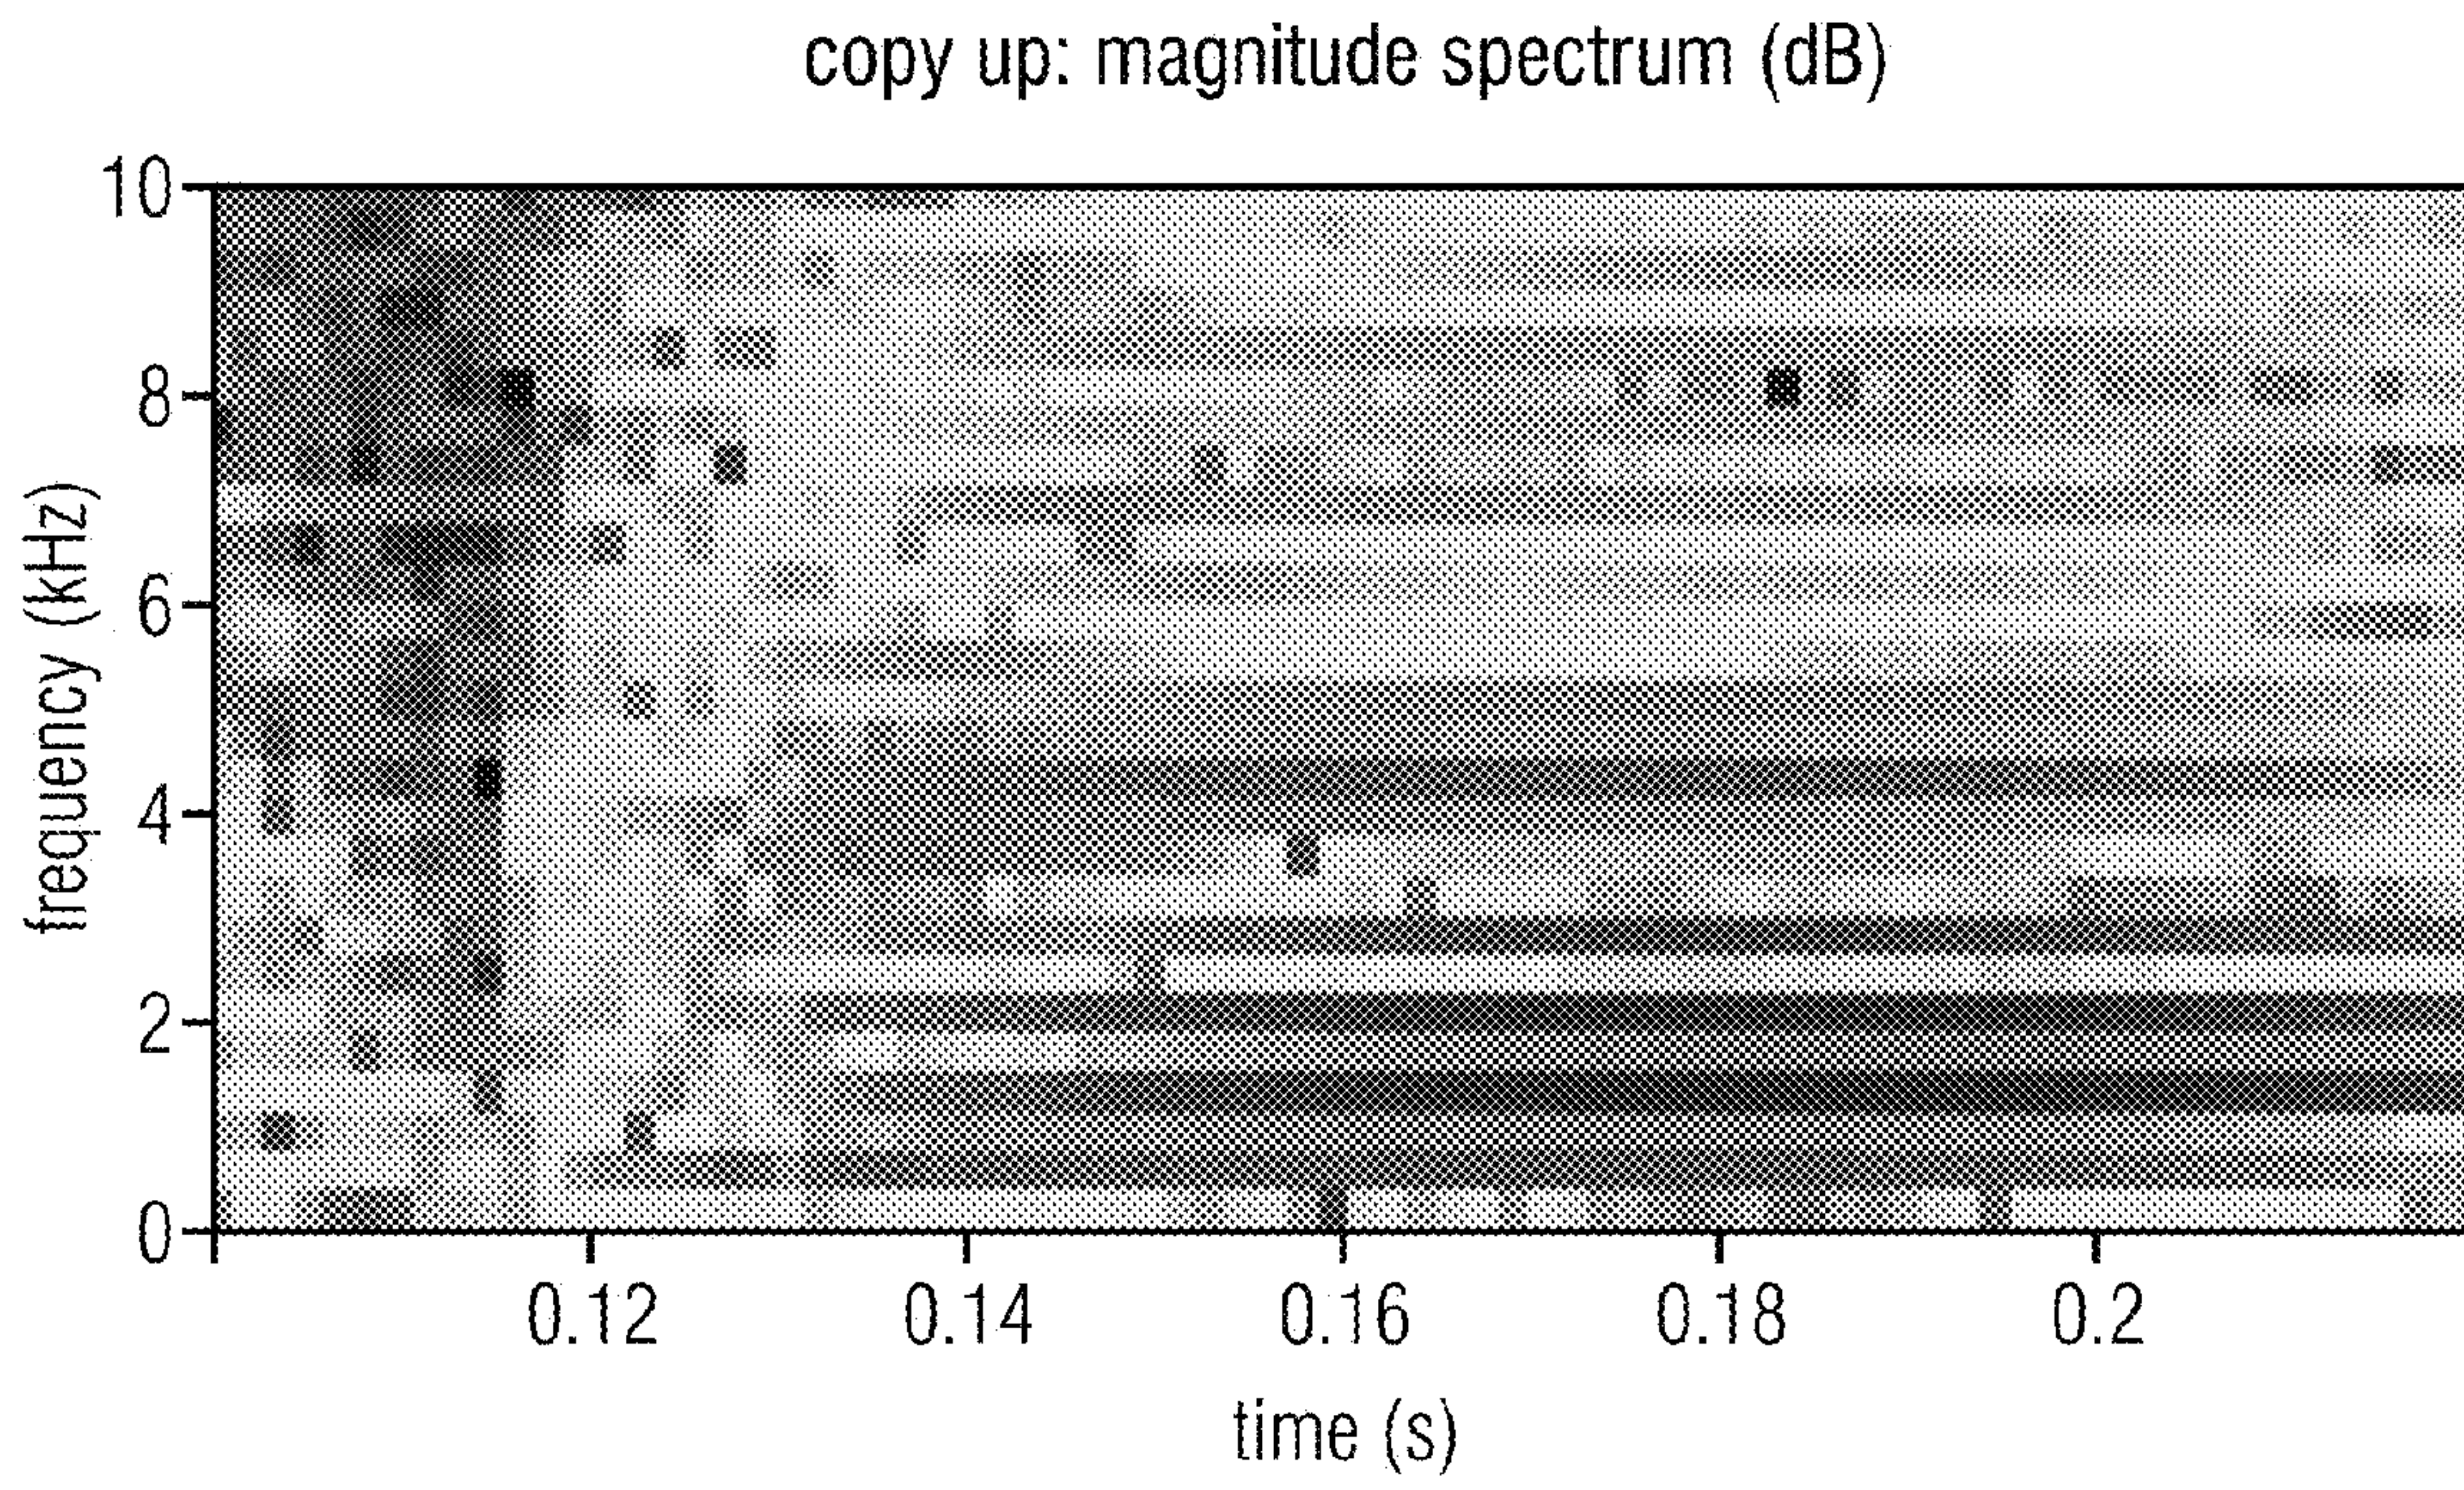 copy up: magnitude spectrum (dB)
10
8
6
4
2
0
frequency (kHz)
0.12 0.14 0.16 0.18 0.2
time (s)